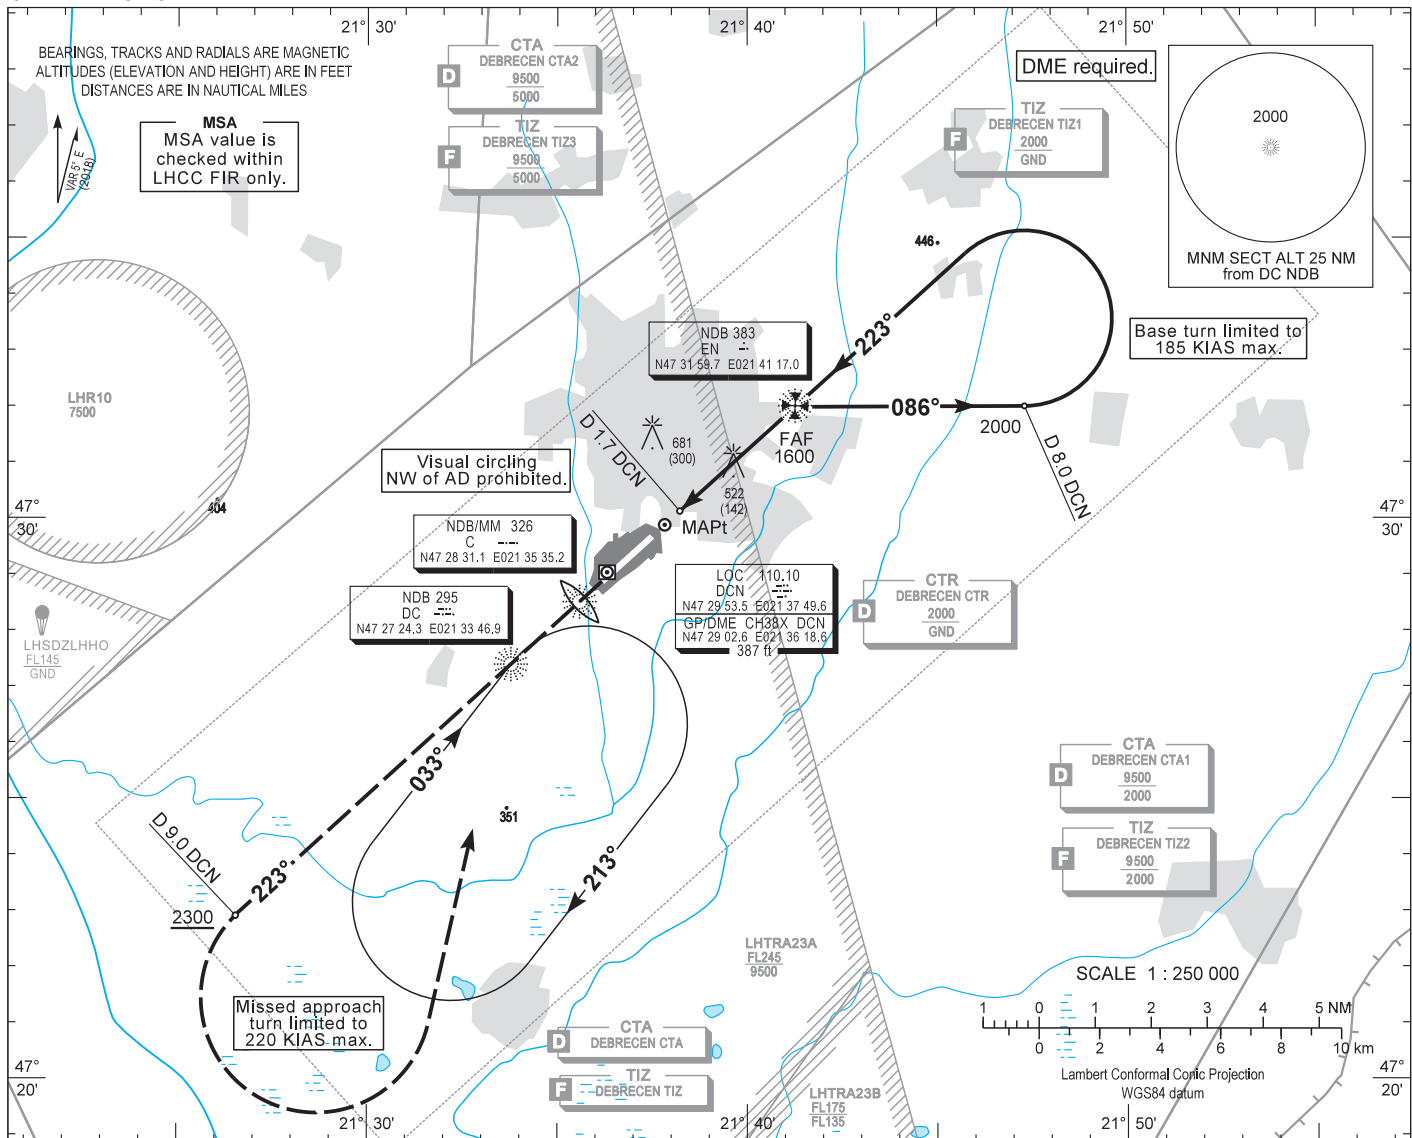 21° 30'
21° 40'
21° 50'
BEARINGS, TRACKS AND RADIALS ARE MAGNETIC
ALTITUDES (ELEVATION AND HEIGHT) ARE IN FEET
DISTANCES ARE IN NAUTICAL MILES
VAR 5° E
(2018)
MSA
MSA value is
checked within
LHCC FIR only.
CTA
D
DEBRECEN CTA2
9500
5000
TIZ
F
DEBRECEN TIZ3
9500
5000
DME required.
TIZ
F
DEBRECEN TIZ1
2000
GND
2000
MNM SECT ALT 25 NM
from DC NDB
446
Base turn limited to
185 KIAS max.
NDB 383
EN
N47 31 59.7 E021 41 17.0
223°
086°
2000
D 8.0 DCN
FAF
1600
LHR10
7500
404
D 1.7 DCN
681
(300)
522
(142)
Visual circling
NW of AD prohibited.
MAPt
47°
30'
47°
30'
NDB/MM 326
C
N47 28 31.1 E021 35 35.2
NDB 295
DC
N47 27 24.3 E021 33 46.9
LOC 110.10
DCN
N47 29 53.5 E021 37 49.6
GP/DME CH38X DCN
N47 29 02.6 E021 36 18.6
387 ft
CTR
D
DEBRECEN CTR
2000
GND
LHSDZLHHO
FL145
GND
033°
213°
351
D 9.0 DCN
223°
2300
CTA
D
DEBRECEN CTA1
9500
2000
TIZ
F
DEBRECEN TIZ2
9500
2000
LHTRA23A
FL245
9500
Missed approach
turn limited to
220 KIAS max.
CTA
D
DEBRECEN CTA
TIZ
F
DEBRECEN TIZ
LHTRA23B
FL175
FL135
SCALE 1 : 250 000
1 0 1 2 3 4 5 NM
0 2 4 6 8 10 km
Lambert Conformal Conic Projection
WGS84 datum
47°
20'
47°
20'
21° 30'
21° 40'
21° 50'